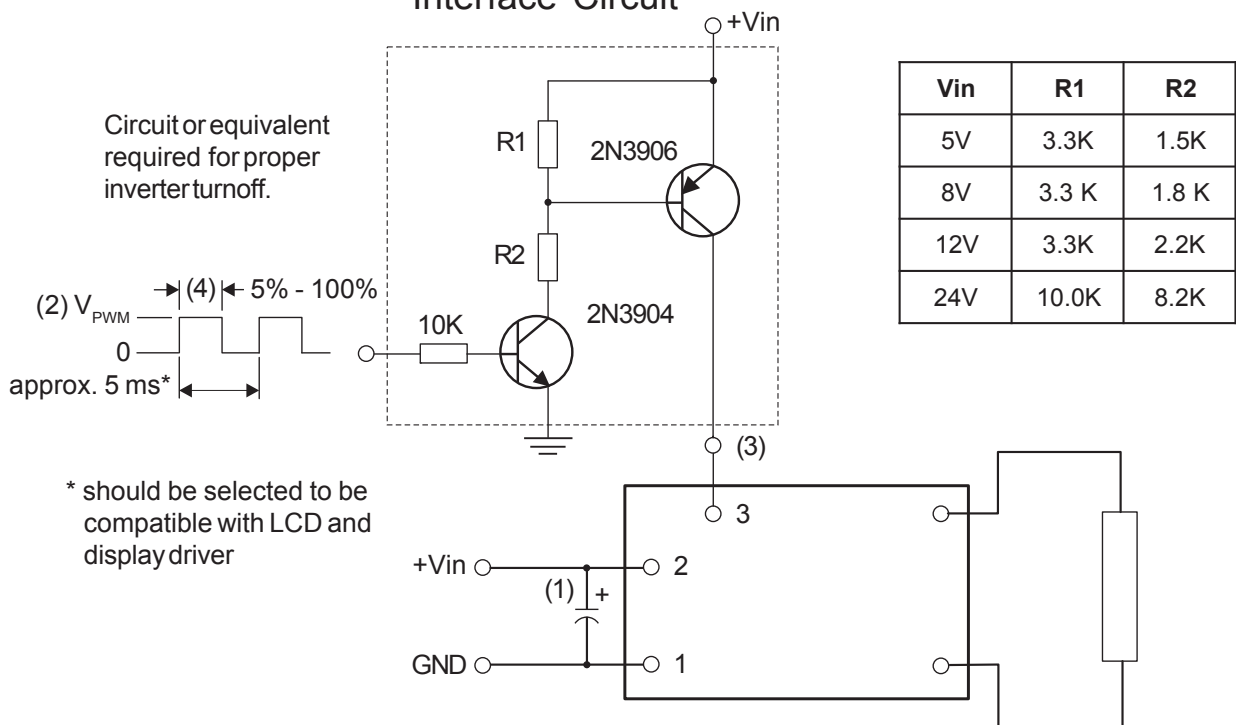 Interface Circuit
+Vin
Circuit or equivalent
required for proper
inverter turnoff.
R1
2N3906
R2
(2) VPWM
(4)
5% - 100%
0
approx. 5 ms*
10K
2N3904
(3)
* should be selected to be
compatible with LCD and
display driver
3
+Vin
2
(1)
+
GND
1
Vin R1 R2
5V 3.3K 1.5K
8V 3.3 K 1.8 K
12V 3.3K 2.2K
24V 10.0K 8.2K